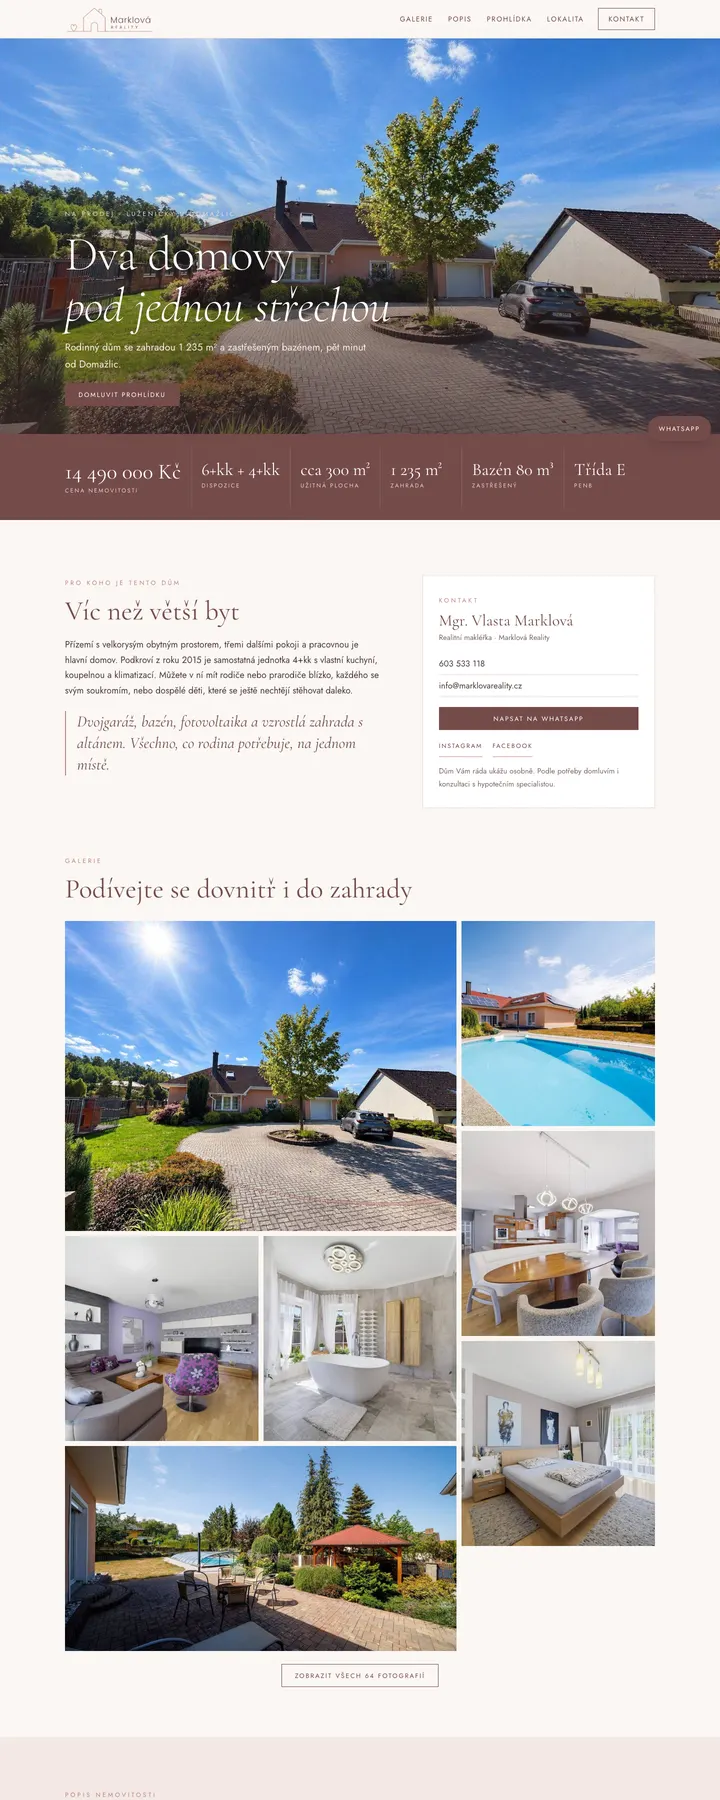 Marklová
REALITY
GALERIE
POPIS
PROHLÍDKA
LOKALITA
KONTAKT
NA PRODEJ
Dva domovy
pod jednou střechou
Rodinný dům se zahradou 1 235 m² a zastřešeným bazénem, pět minut
od Domažlic.
DOMLUVIT PROHLÍDKU
WHATSAPP
14 490 000 Kč
CENA NEMOVITOSTI
6+kk + 4+kk
DISPOZICE
cca 300 m²
UŽITNÁ PLOCHA
1 235 m²
ZAHRADA
Bazén 80 m³
ZASTŘEŠENÝ
Třída E
PENB
PRO KOHO JE TENTO DŮM
Víc než větší byt
Přízemí s velkorysým obytným prostorem, třemi dalšími pokoji a pracovnou je
hlavní domov. Podkroví z roku 2015 je samostatná jednotka 4+kk s vlastní kuchyní,
koupelnou a klimatizací. Můžete v ní mít rodiče nebo prarodiče blízko, každého se
svým soukromím, nebo dospělé děti, které se ještě nechtějí stěhovat daleko.
Dvojgaráž, bazén, fotovoltaika a vzrostlá zahrada s
altánem. Všechno, co rodina potřebuje, na jednom
místě.
KONTAKT
Mgr. Vlasta Marklová
Realitní makléřka · Marklová Reality
603 533 118
info@marklovareality.cz
NAPSAT NA WHATSAPP
INSTAGRAM
FACEBOOK
Dům Vám ráda ukážu osobně. Podle potřeby domluvím i
konzultaci s hypotečním specialistou.
GALERIE
Podívejte se dovnitř i do zahrady
ZOBRAZIT VŠECH 64 FOTOGRAFIÍ
POPIS NEMOVITOSTI